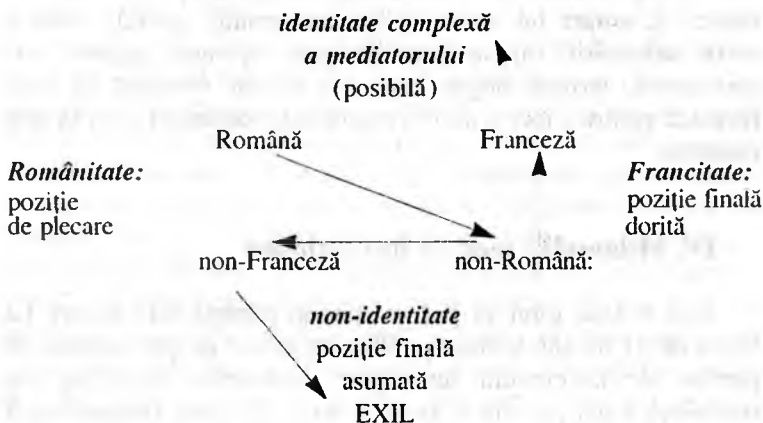 identitate complexă
a mediatorului
(posibilă)
Română Franceză
Românitate: Francitate:
poziție poziție finală
de plecare dorită
non-Franceză non-Română:
non-identitate
poziție finală
asumată
EXIL